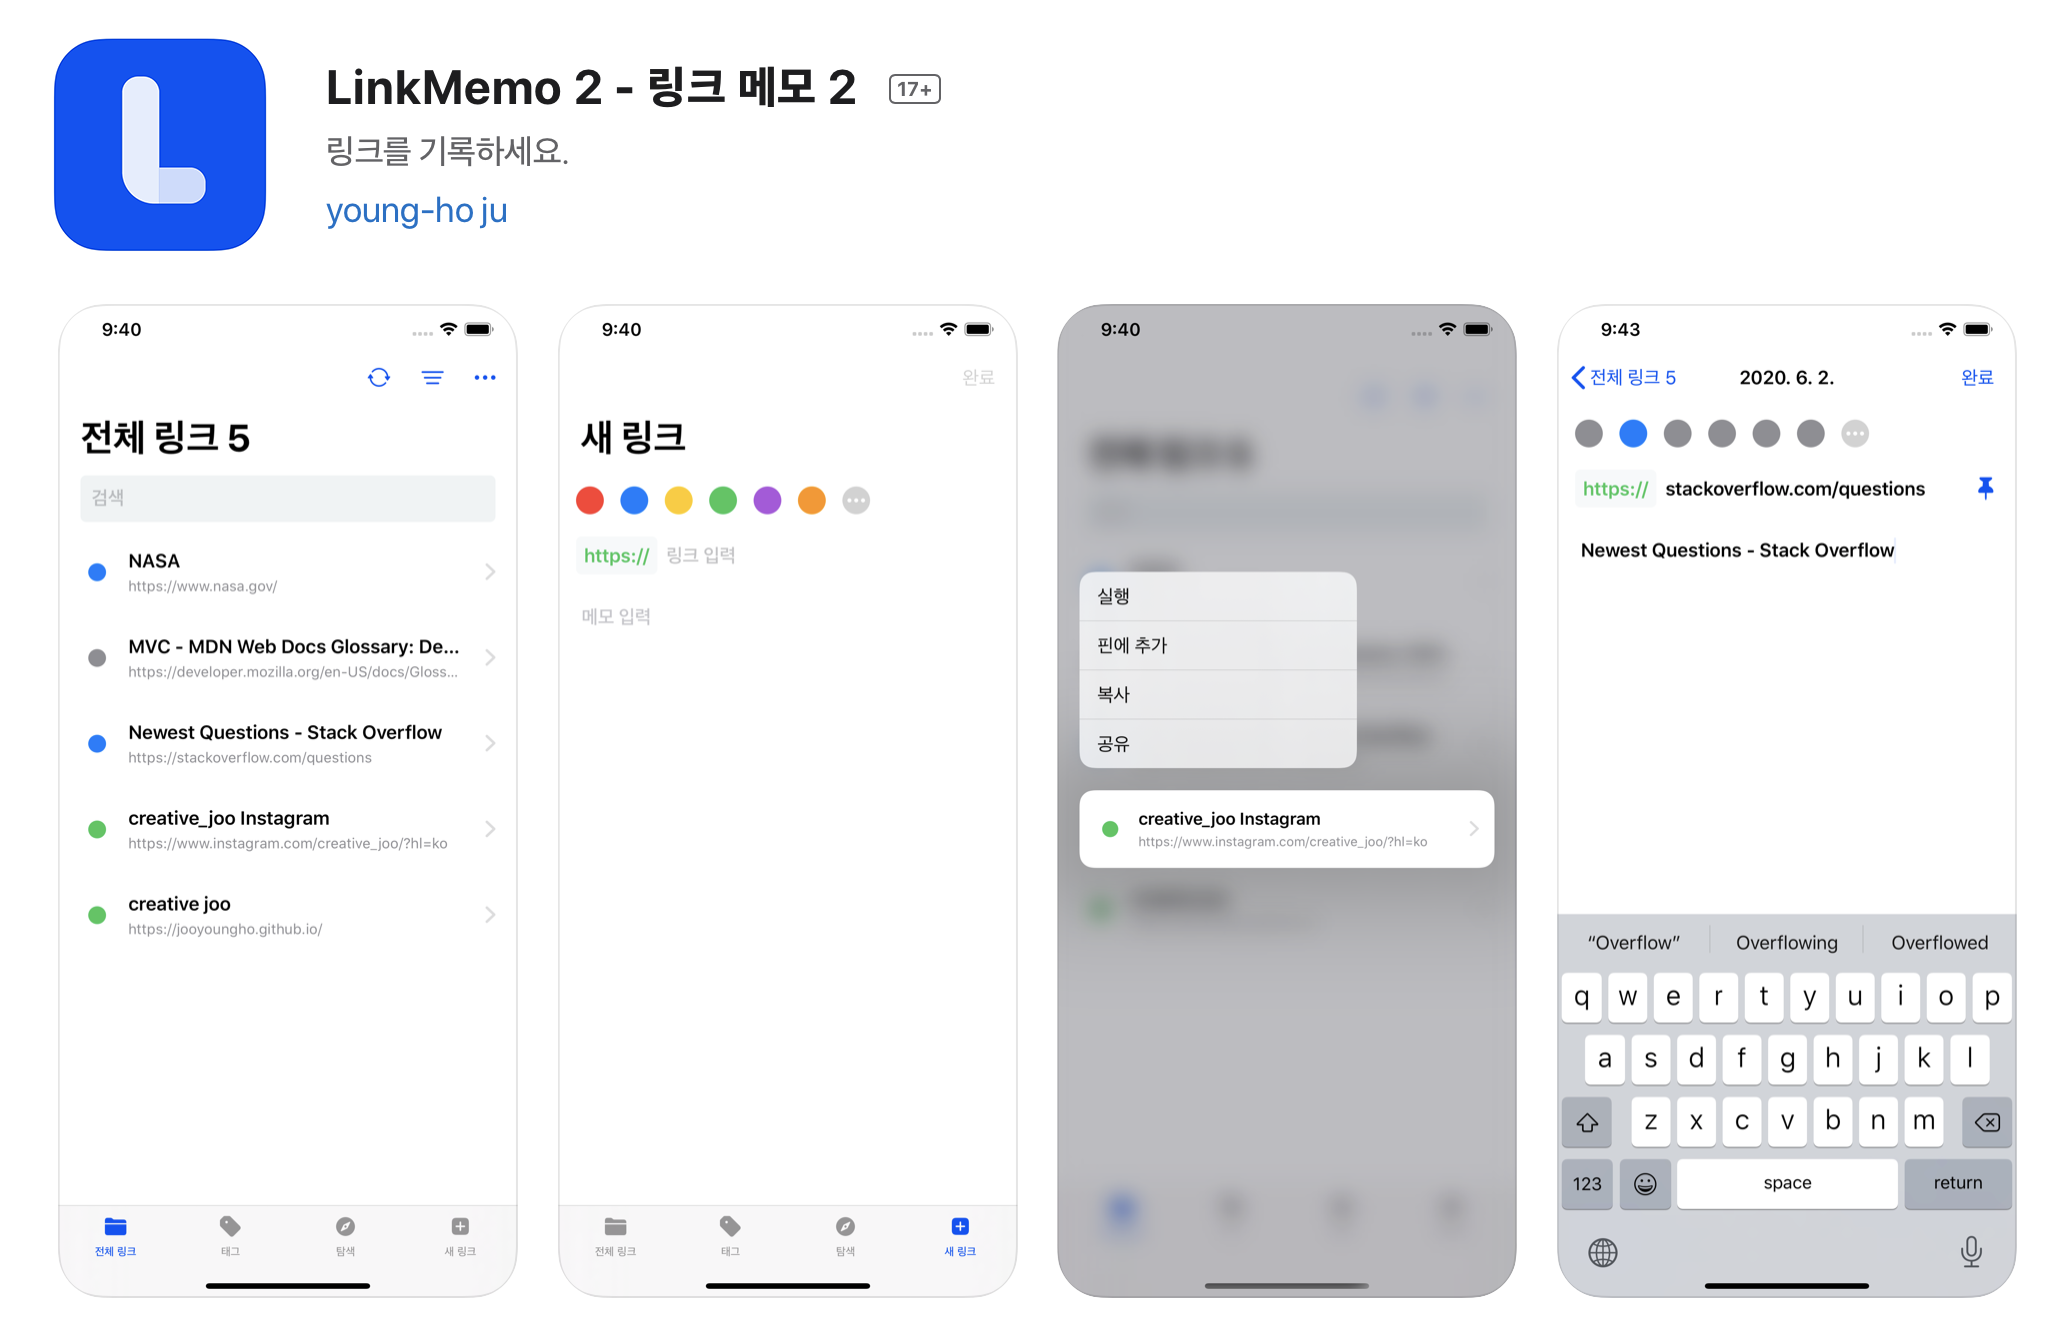 LinkMemo 2 - 링크 메모 2 17+
링크를 기록하세요.
young-ho ju
9:40
전체 링크 5
검색
NASA
https://www.nasa.gov/
MVC - MDN Web Docs Glossary: De...
https://developer.mozilla.org/en-US/docs/Gloss...
Newest Questions - Stack Overflow
https://stackoverflow.com/questions
creative_joo Instagram
https://www.instagram.com/creative_joo/?hl=ko
creative joo
https://jooyoungho.github.io/
전체 링크 태그 탐색 새 링크
9:40
완료
새 링크
https:// 링크 입력
메모 입력
전체 링크 태그 탐색 새 링크
9:40
실행
핀에 추가
복사
공유
creative_joo Instagram
https://www.instagram.com/creative_joo/?hl=ko
9:43
전체 링크 5 2020. 6. 2. 완료
https:// stackoverflow.com/questions
Newest Questions - Stack Overflow
“Overflow” Overflowing Overflowed
q w e r t y u i o p
a s d f g h j k l
z x c v b n m
123 space return